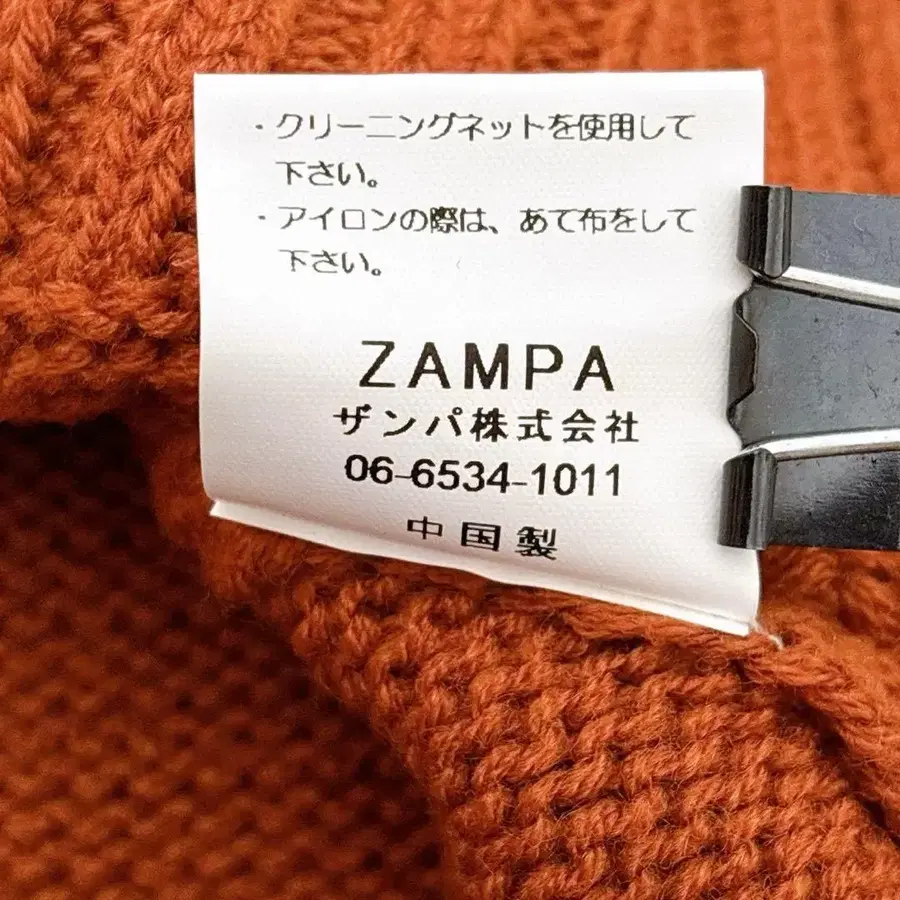 ・クリーニングネットを使用して
下さい。
・アイロンの際は、あて布をして
下さい。
ZAMPA
ザンパ株式会社
06-6534-1011
中国製